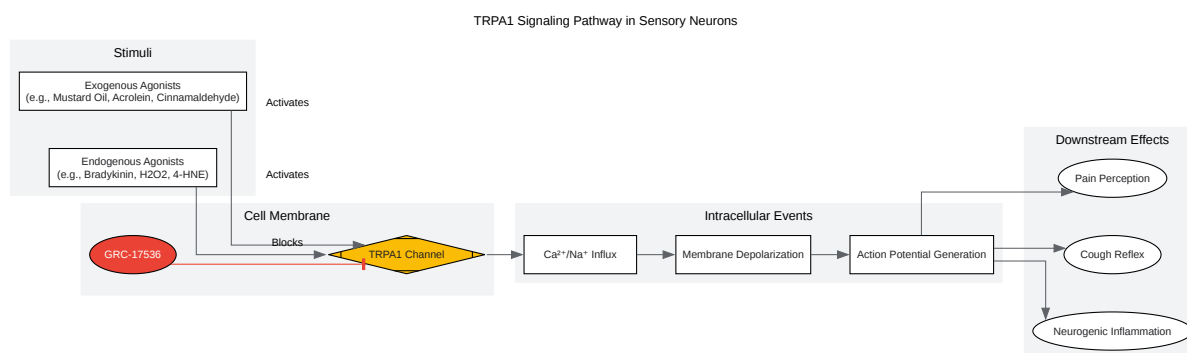 TRPA1 Signaling Pathway in Sensory Neurons
Stimuli
Exogenous Agonists
(e.g., Mustard Oil, Acrolein, Cinnamaldehyde)
Activates
Endogenous Agonists
(e.g., Bradykinin, H2O2, 4-HNE)
Activates
Cell Membrane
Blocks
GRC-17536
TRPA1 Channel
Intracellular Events
Ca²⁺/Na⁺ Influx
Membrane Depolarization
Action Potential Generation
Downstream Effects
Pain Perception
Cough Reflex
Neurogenic Inflammation